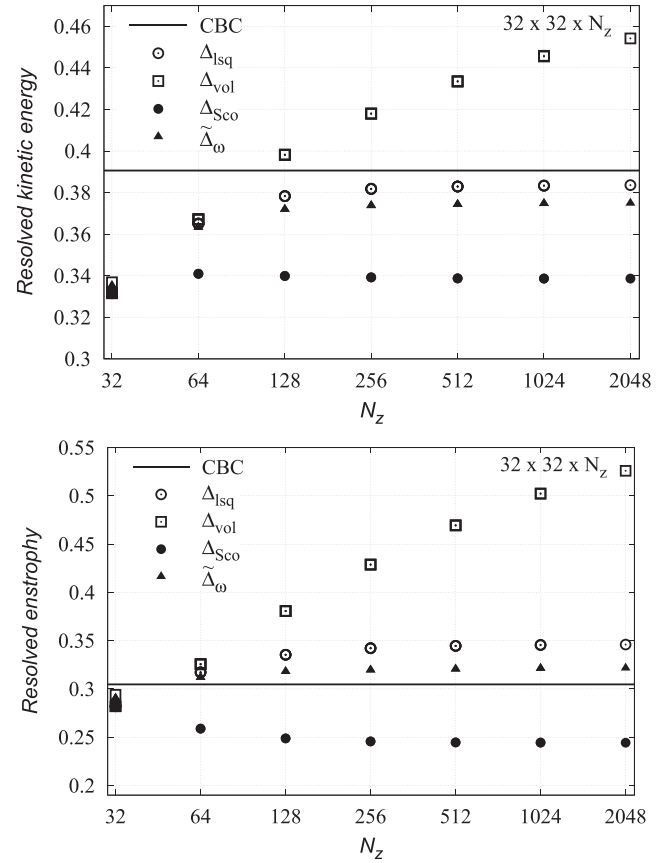 0.46
0.44
0.42
0.4
0.38
0.36
0.34
0.32
0.3
Resolved kinetic energy
CBC
Δlsq
Δvol
ΔSco
Δ̃ω
32 x 32 x Nz
32 64 128 256 512 1024 2048
Nz
0.55
0.5
0.45
0.4
0.35
0.3
0.25
0.2
Resolved enstrophy
CBC
Δlsq
Δvol
ΔSco
Δ̃ω
32 x 32 x Nz
32 64 128 256 512 1024 2048
Nz